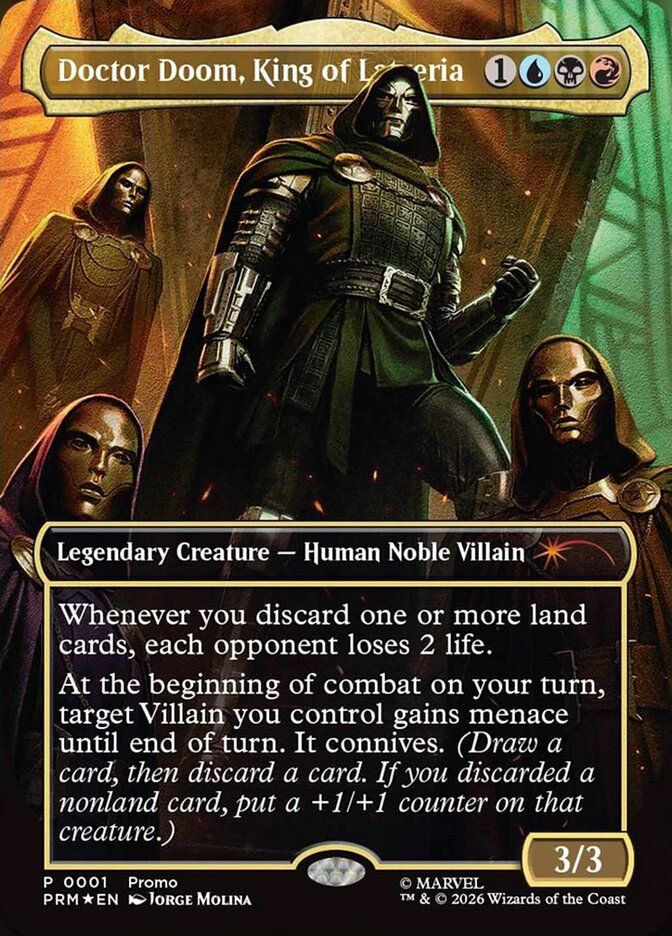 Doctor Doom, King of Latveria 1
Legendary Creature — Human Noble Villain
Whenever you discard one or more land
cards, each opponent loses 2 life.
At the beginning of combat on your turn,
target Villain you control gains menace
until end of turn. It connives. (Draw a
card, then discard a card. If you discarded a
nonland card, put a +1/+1 counter on that
creature.)
3/3
P 0001 Promo
PRM★EN Jorge Molina
© MARVEL
™ & © 2026 Wizards of the Coast